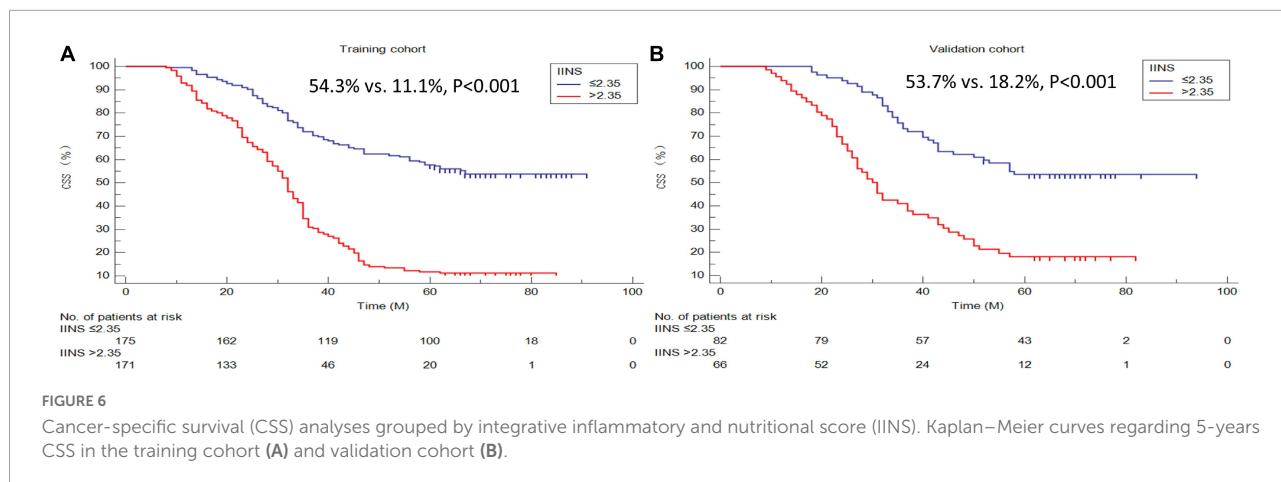 A
Training cohort
54.3% vs. 11.1%, P<0.001
IINS
≤2.35
>2.35
CSS (%)
100
90
80
70
60
50
40
30
20
10
0 20 40 60 80 100
Time (M)
No. of patients at risk
IINS ≤2.35
175 162 119 100 18 0
IINS >2.35
171 133 46 20 1 0
B
Validation cohort
53.7% vs. 18.2%, P<0.001
IINS
≤2.35
>2.35
CSS (%)
100
90
80
70
60
50
40
30
20
10
0 20 40 60 80 100
Time (M)
No. of patients at risk
IINS ≤2.35
82 79 57 43 2 0
IINS >2.35
66 52 24 12 1 0
FIGURE 6
Cancer-specific survival (CSS) analyses grouped by integrative inflammatory and nutritional score (IINS). Kaplan–Meier curves regarding 5-years
CSS in the training cohort (A) and validation cohort (B).